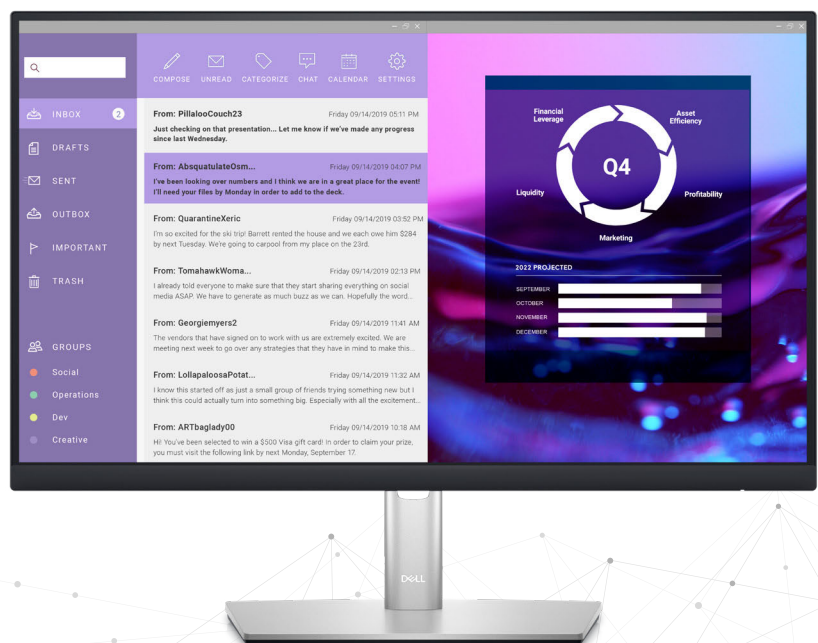 COMPOSE UNREAD CATEGORIZE CHAT CALENDAR SETTINGS
INBOX 2
DRAFTS
SENT
OUTBOX
IMPORTANT
TRASH
GROUPS
Social
Operations
Dev
Creative
From: PillalooCouch23 Friday 09/14/2019 05:11 PM
Just checking on that presentation... Let me know if we've made any progress
since last Wednesday.
From: AbsquatulateOsm... Friday 09/14/2019 04:07 PM
I've been looking over numbers and I think we are in a great place for the event!
I'll need your files by Monday in order to add to the deck.
From: QuarantineXeric Friday 09/14/2019 03:52 PM
I'm so excited for the ski trip! Barrett rented the house and we each owe him $284
by next Tuesday. We're going to carpool from my place on the 23rd.
From: TomahawkWoma... Friday 09/14/2019 02:13 PM
I already told everyone to make sure that they start sharing everything on social
media ASAP. We have to generate as much buzz as we can. Hopefully the word...
From: Georgiemyers2 Friday 09/14/2019 11:41 AM
The vendors that have signed on to work with us are extremely excited. We are
meeting next week to go over any strategies that they have in mind to make this...
From: LollapaloosaPotat... Friday 09/14/2019 11:32 AM
I know this started off as just a small group of friends trying something new but I
think this could actually turn into something big. Especially with all the excitement...
From: ARTbaglady00 Friday 09/14/2019 10:18 AM
Hi! You've been selected to win a $500 Visa gift card! In order to claim your prize,
you must visit the following link by next Monday, September 17.
Financial
Leverage
Asset
Efficiency
Q4
Liquidity
Profitability
Marketing
2022 PROJECTED
SEPTEMBER
OCTOBER
NOVEMBER
DECEMBER
DELL